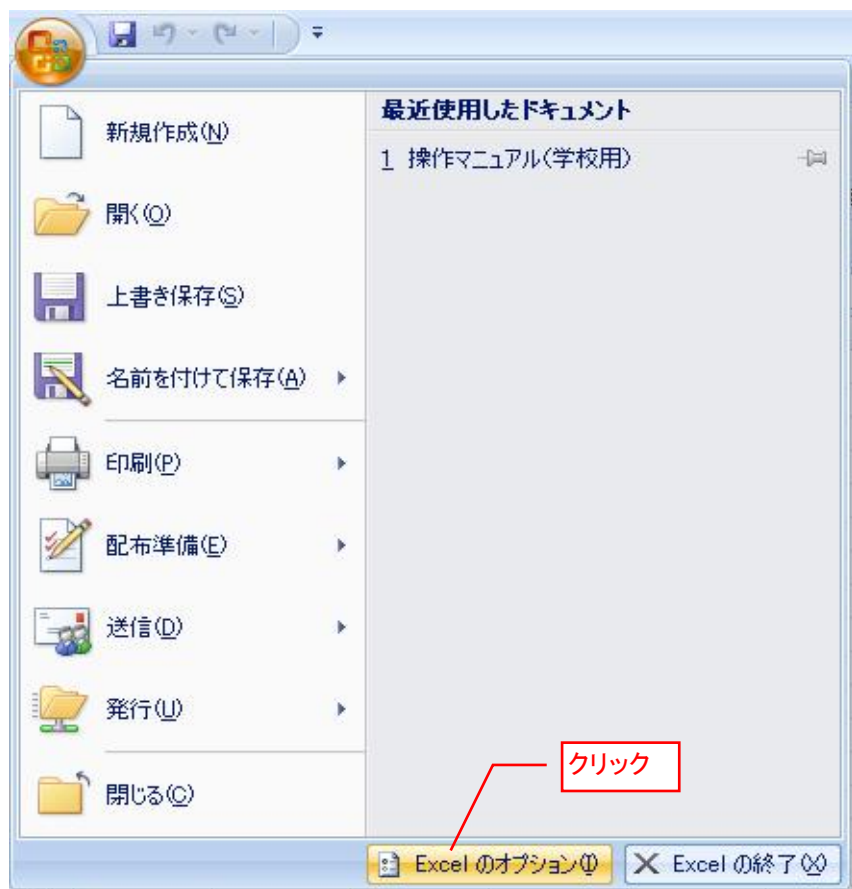 新規作成(N)
開く(O)
上書き保存(S)
名前を付けて保存(A)
印刷(P)
配布準備(E)
送信(D)
発行(U)
閉じる(C)
最近使用したドキュメント
1 操作マニュアル(学校用)
クリック
Excel のオプション(I)
Excel の終了(X)